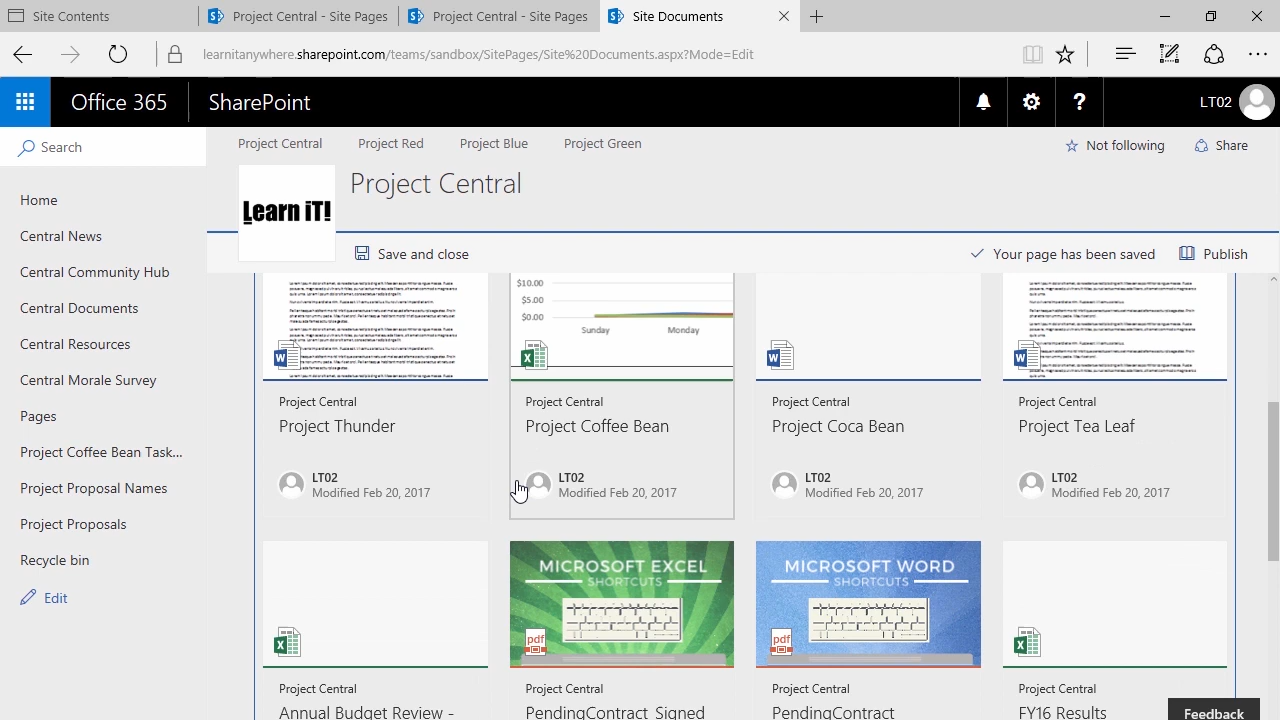 Site Contents
Project Central - Site Pages
Project Central - Site Pages
Site Documents
learnitanywhere.sharepoint.com/teams/sandbox/SitePages/Site%20Documents.aspx?Mode=Edit
Office 365
SharePoint
?
LT02
Search
Project Central
Project Red
Project Blue
Project Green
Not following
Share
Learn iT!
Project Central
Save and close
Your page has been saved
Publish
Home
Central News
Central Community Hub
Central Documents
Central Resources
Central Morale Survey
Pages
Project Coffee Bean Task...
Project Proposal Names
Project Proposals
Recycle bin
Edit
$10.00
$5.00
$0.00
Sunday
Monday
Project Central
Project Thunder
LT02
Modified Feb 20, 2017
Project Central
Project Coffee Bean
LT02
Modified Feb 20, 2017
Project Central
Project Coca Bean
LT02
Modified Feb 20, 2017
Project Central
Project Tea Leaf
LT02
Modified Feb 20, 2017
MICROSOFT EXCEL
SHORTCUTS
pdf
MICROSOFT WORD
SHORTCUTS
pdf
Project Central
Annual Budget Review -
Project Central
PendingContract_Signed
Project Central
PendingContract
Project Central
FY16 Results
Feedback